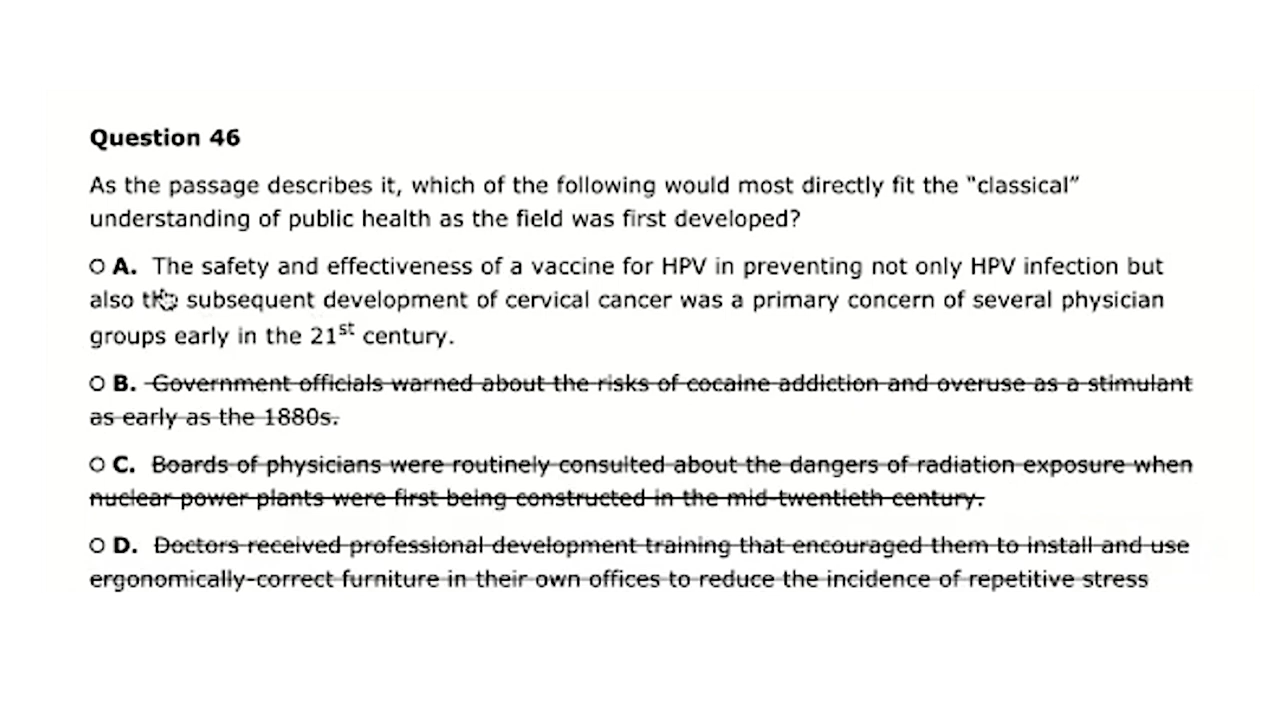 Question 46
As the passage describes it, which of the following would most directly fit the "classical"
understanding of public health as the field was first developed?
A. The safety and effectiveness of a vaccine for HPV in preventing not only HPV infection but
also the subsequent development of cervical cancer was a primary concern of several physician
groups early in the 21st century.
B. Government officials warned about the risks of cocaine addiction and overuse as a stimulant
as early as the 1880s.
C. Boards of physicians were routinely consulted about the dangers of radiation exposure when
nuclear power plants were first being constructed in the mid-twentieth century.
D. Doctors received professional development training that encouraged them to install and use
ergonomically-correct furniture in their own offices to reduce the incidence of repetitive stress